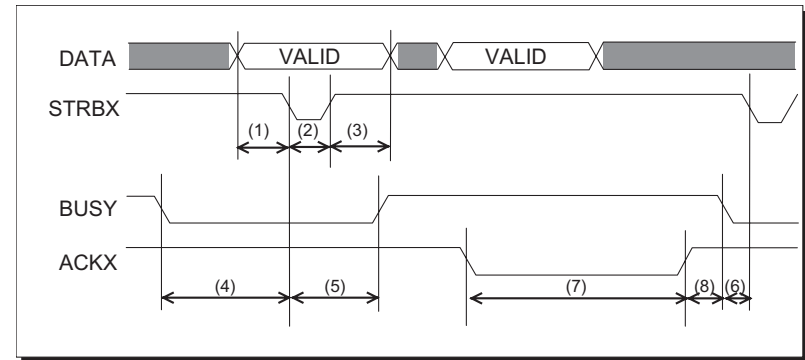 DATA VALID VALID
STRBX
(1) (2) (3)
BUSY
ACKX
(4) (5) (7) (8) (6)